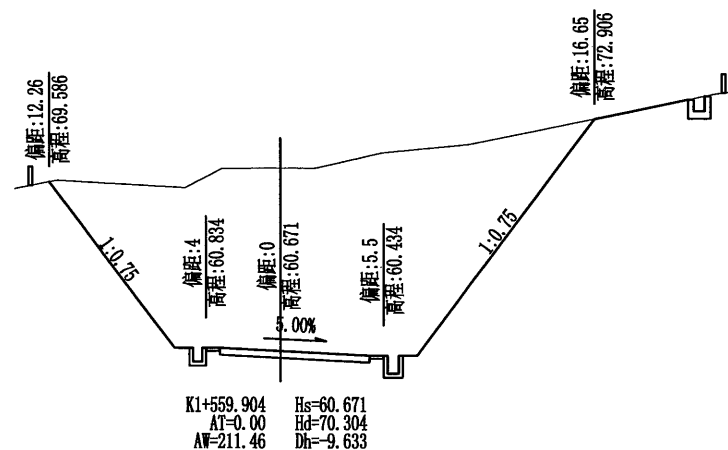 偏距:12.26
高程:69.586
偏距:16.65
高程:72.906
1:0.75
1:0.75
偏距:4
高程:60.834
偏距:0
高程:60.671
偏距:5.5
高程:60.434
5.00%
K1+559.904 Hs=60.671
AT=0.00 Hd=70.304
AW=211.46 Dh=-9.633